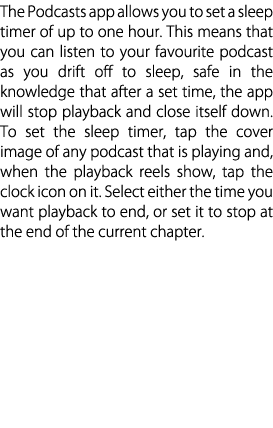 The Podcasts app allows you to set a sleep
timer of up to one hour. This means that
you can listen to your favourite podcast
as you drift off to sleep, safe in the
knowledge that after a set time, the app
will stop playback and close itself down.
To set the sleep timer, tap the cover
image of any podcast that is playing and,
when the playback reels show, tap the
clock icon on it. Select either the time you
want playback to end, or set it to stop at
the end of the current chapter.